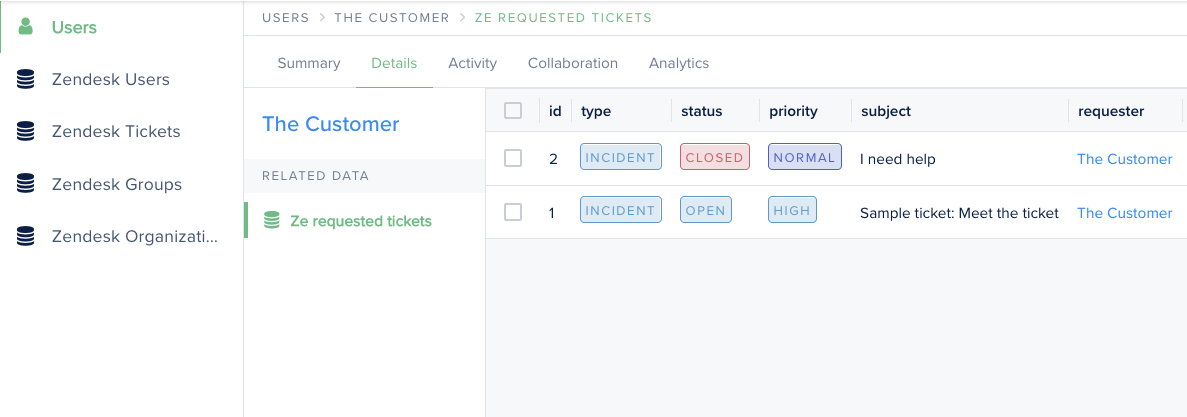 Users
Zendesk Users
Zendesk Tickets
Zendesk Groups
Zendesk Organizati...
USERS > THE CUSTOMER > ZE REQUESTED TICKETS
Summary Details Activity Collaboration Analytics
The Customer
RELATED DATA
Ze requested tickets
id type status priority subject requester
2 INCIDENT CLOSED NORMAL I need help The Customer
1 INCIDENT OPEN HIGH Sample ticket: Meet the ticket The Customer